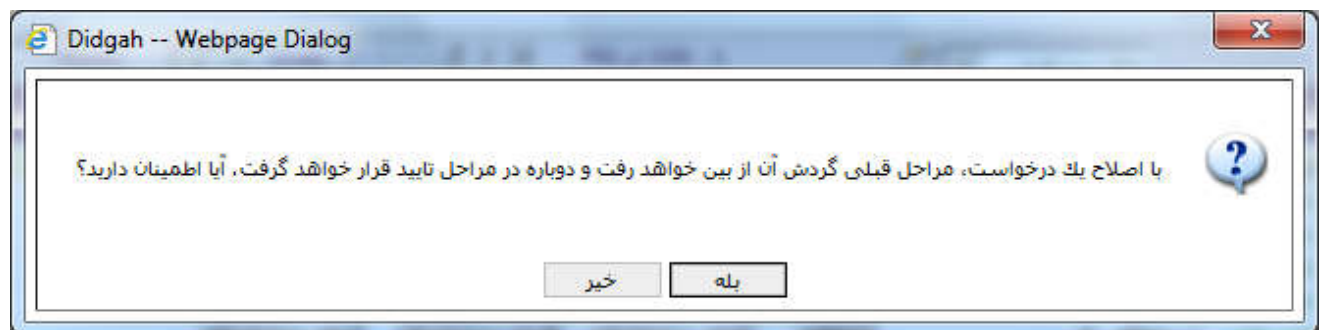 Didgah -- Webpage Dialog
با اصلاح يك درخواست، مراحل قبلی گردش آن از بین خواهد رفت و دوباره در مراحل تاييد قرار خواهد گرفت، آیا اطمینان دارید؟
بله
خیر